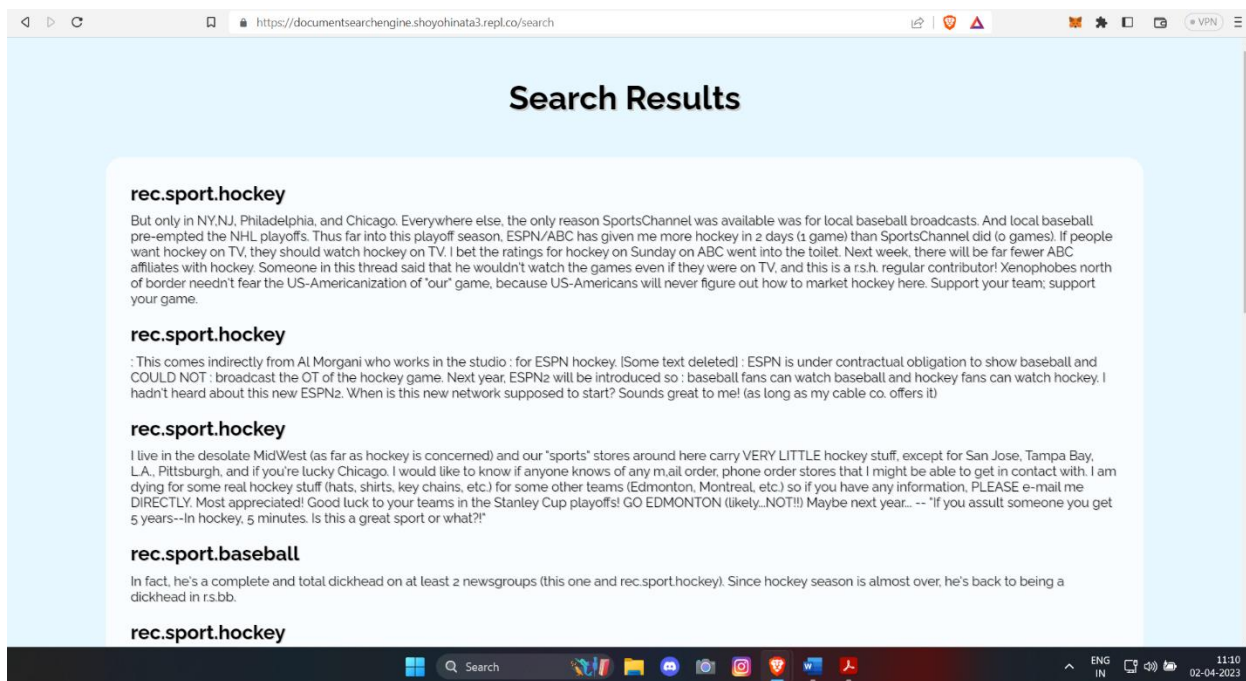 https://documentsearchengine.shoyohinata3.repl.co/search
VPN
Search Results
rec.sport.hockey
But only in NY,NJ, Philadelphia, and Chicago. Everywhere else, the only reason SportsChannel was available was for local baseball broadcasts. And local baseball
pre-empted the NHL playoffs. Thus far into this playoff season, ESPN/ABC has given me more hockey in 2 days (1 game) than SportsChannel did (0 games). If people
want hockey on TV, they should watch hockey on TV. I bet the ratings for hockey on Sunday on ABC went into the toilet. Next week, there will be far fewer ABC
affiliates with hockey. Someone in this thread said that he wouldn't watch the games even if they were on TV, and this is a r.s.h. regular contributor! Xenophobes north
of border needn't fear the US-Americanization of "our" game, because US-Americans will never figure out how to market hockey here. Support your team; support
your game.
rec.sport.hockey
: This comes indirectly from Al Morgani who works in the studio : for ESPN hockey. [Some text deleted] : ESPN is under contractual obligation to show baseball and
COULD NOT : broadcast the OT of the hockey game. Next year, ESPN2 will be introduced so : baseball fans can watch baseball and hockey fans can watch hockey. I
hadn't heard about this new ESPN2. When is this new network supposed to start? Sounds great to me! (as long as my cable co. offers it)
rec.sport.hockey
I live in the desolate MidWest (as far as hockey is concerned) and our "sports" stores around here carry VERY LITTLE hockey stuff, except for San Jose, Tampa Bay,
L.A., Pittsburgh, and if you're lucky Chicago. I would like to know if anyone knows of any m,ail order, phone order stores that I might be able to get in contact with. I am
dying for some real hockey stuff (hats, shirts, key chains, etc.) for some other teams (Edmonton, Montreal, etc.) so if you have any information, PLEASE e-mail me
DIRECTLY. Most appreciated! Good luck to your teams in the Stanley Cup playoffs! GO EDMONTON (likely...NOT!!) Maybe next year... -- "If you assult someone you get
5 years--In hockey, 5 minutes. Is this a great sport or what?!"
rec.sport.baseball
In fact, he's a complete and total dickhead on at least 2 newsgroups (this one and rec.sport.hockey). Since hockey season is almost over, he's back to being a
dickhead in r.s.bb.
rec.sport.hockey
Search
ENG
IN
11:10
02-04-2023